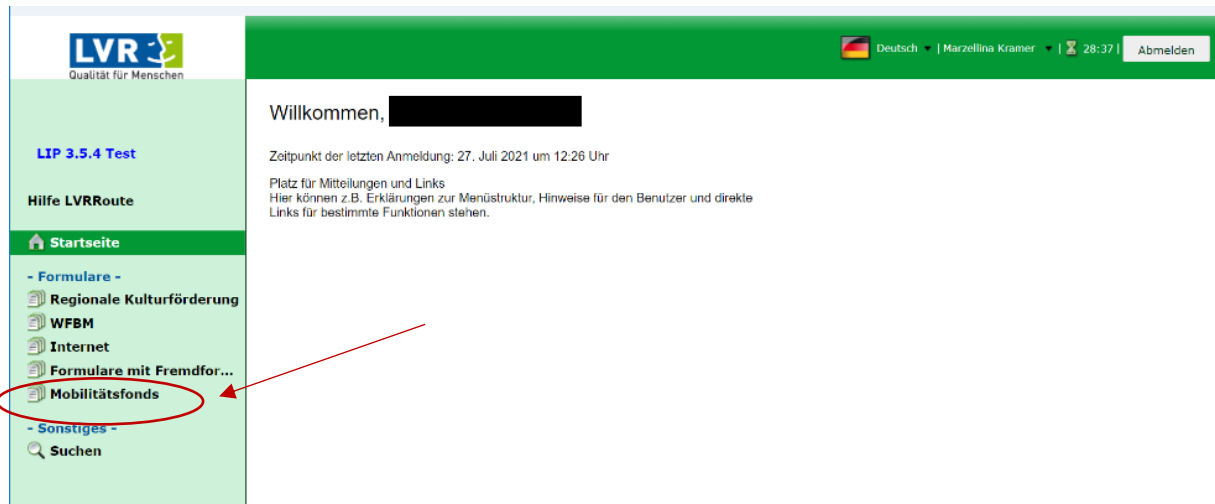 LVR
Qualität für Menschen
Deutsch | Marzellina Kramer | 28:37 | Abmelden
LIP 3.5.4 Test
Hilfe LVRRoute
Startseite
- Formulare -
Regionale Kulturförderung
WFBM
Internet
Formulare mit Fremdfor...
Mobilitätsfonds
- Sonstiges -
Suchen
Willkommen,
Zeitpunkt der letzten Anmeldung: 27. Juli 2021 um 12:26 Uhr
Platz für Mitteilungen und Links
Hier können z.B. Erklärungen zur Menüstruktur, Hinweise für den Benutzer und direkte
Links für bestimmte Funktionen stehen.